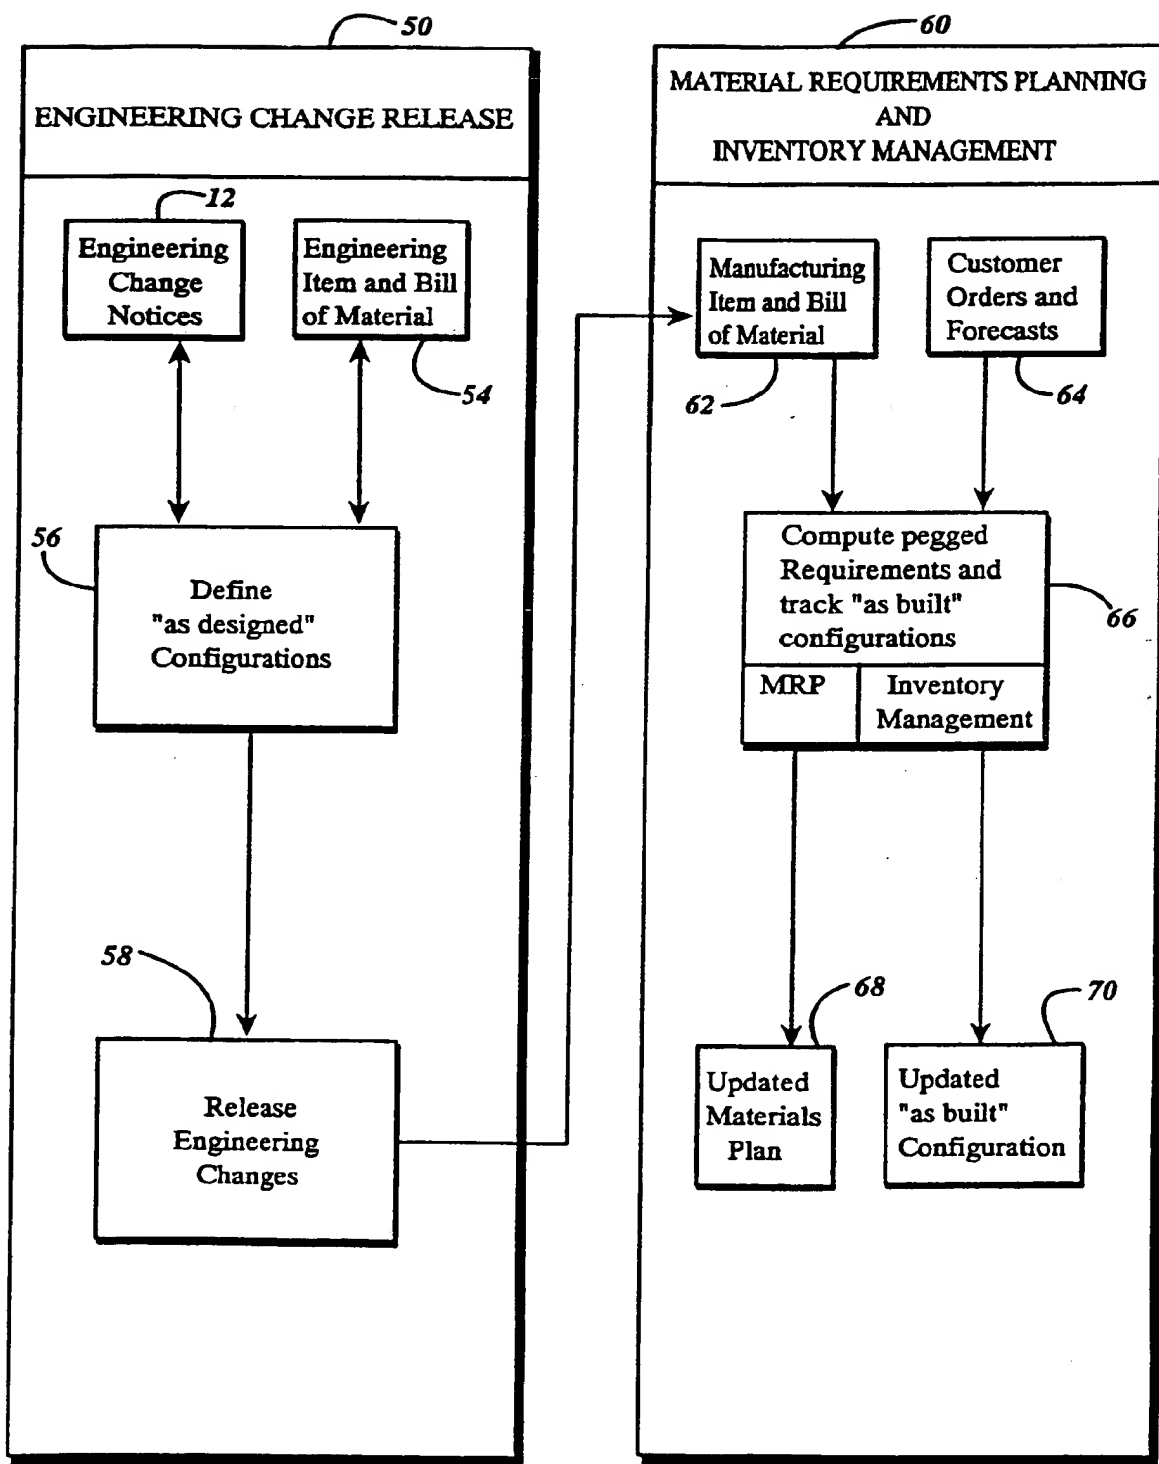 50
ENGINEERING CHANGE RELEASE
12
Engineering
Change
Notices
Engineering
Item and Bill
of Material
54
56
Define
"as designed"
Configurations
58
Release
Engineering
Changes
60
MATERIAL REQUIREMENTS PLANNING
AND
INVENTORY MANAGEMENT
Manufacturing
Item and Bill
of Material
62
Customer
Orders and
Forecasts
64
Compute pegged
Requirements and
track "as built"
configurations
66
MRP
Inventory
Management
68
Updated
Materials
Plan
70
Updated
"as built"
Configuration